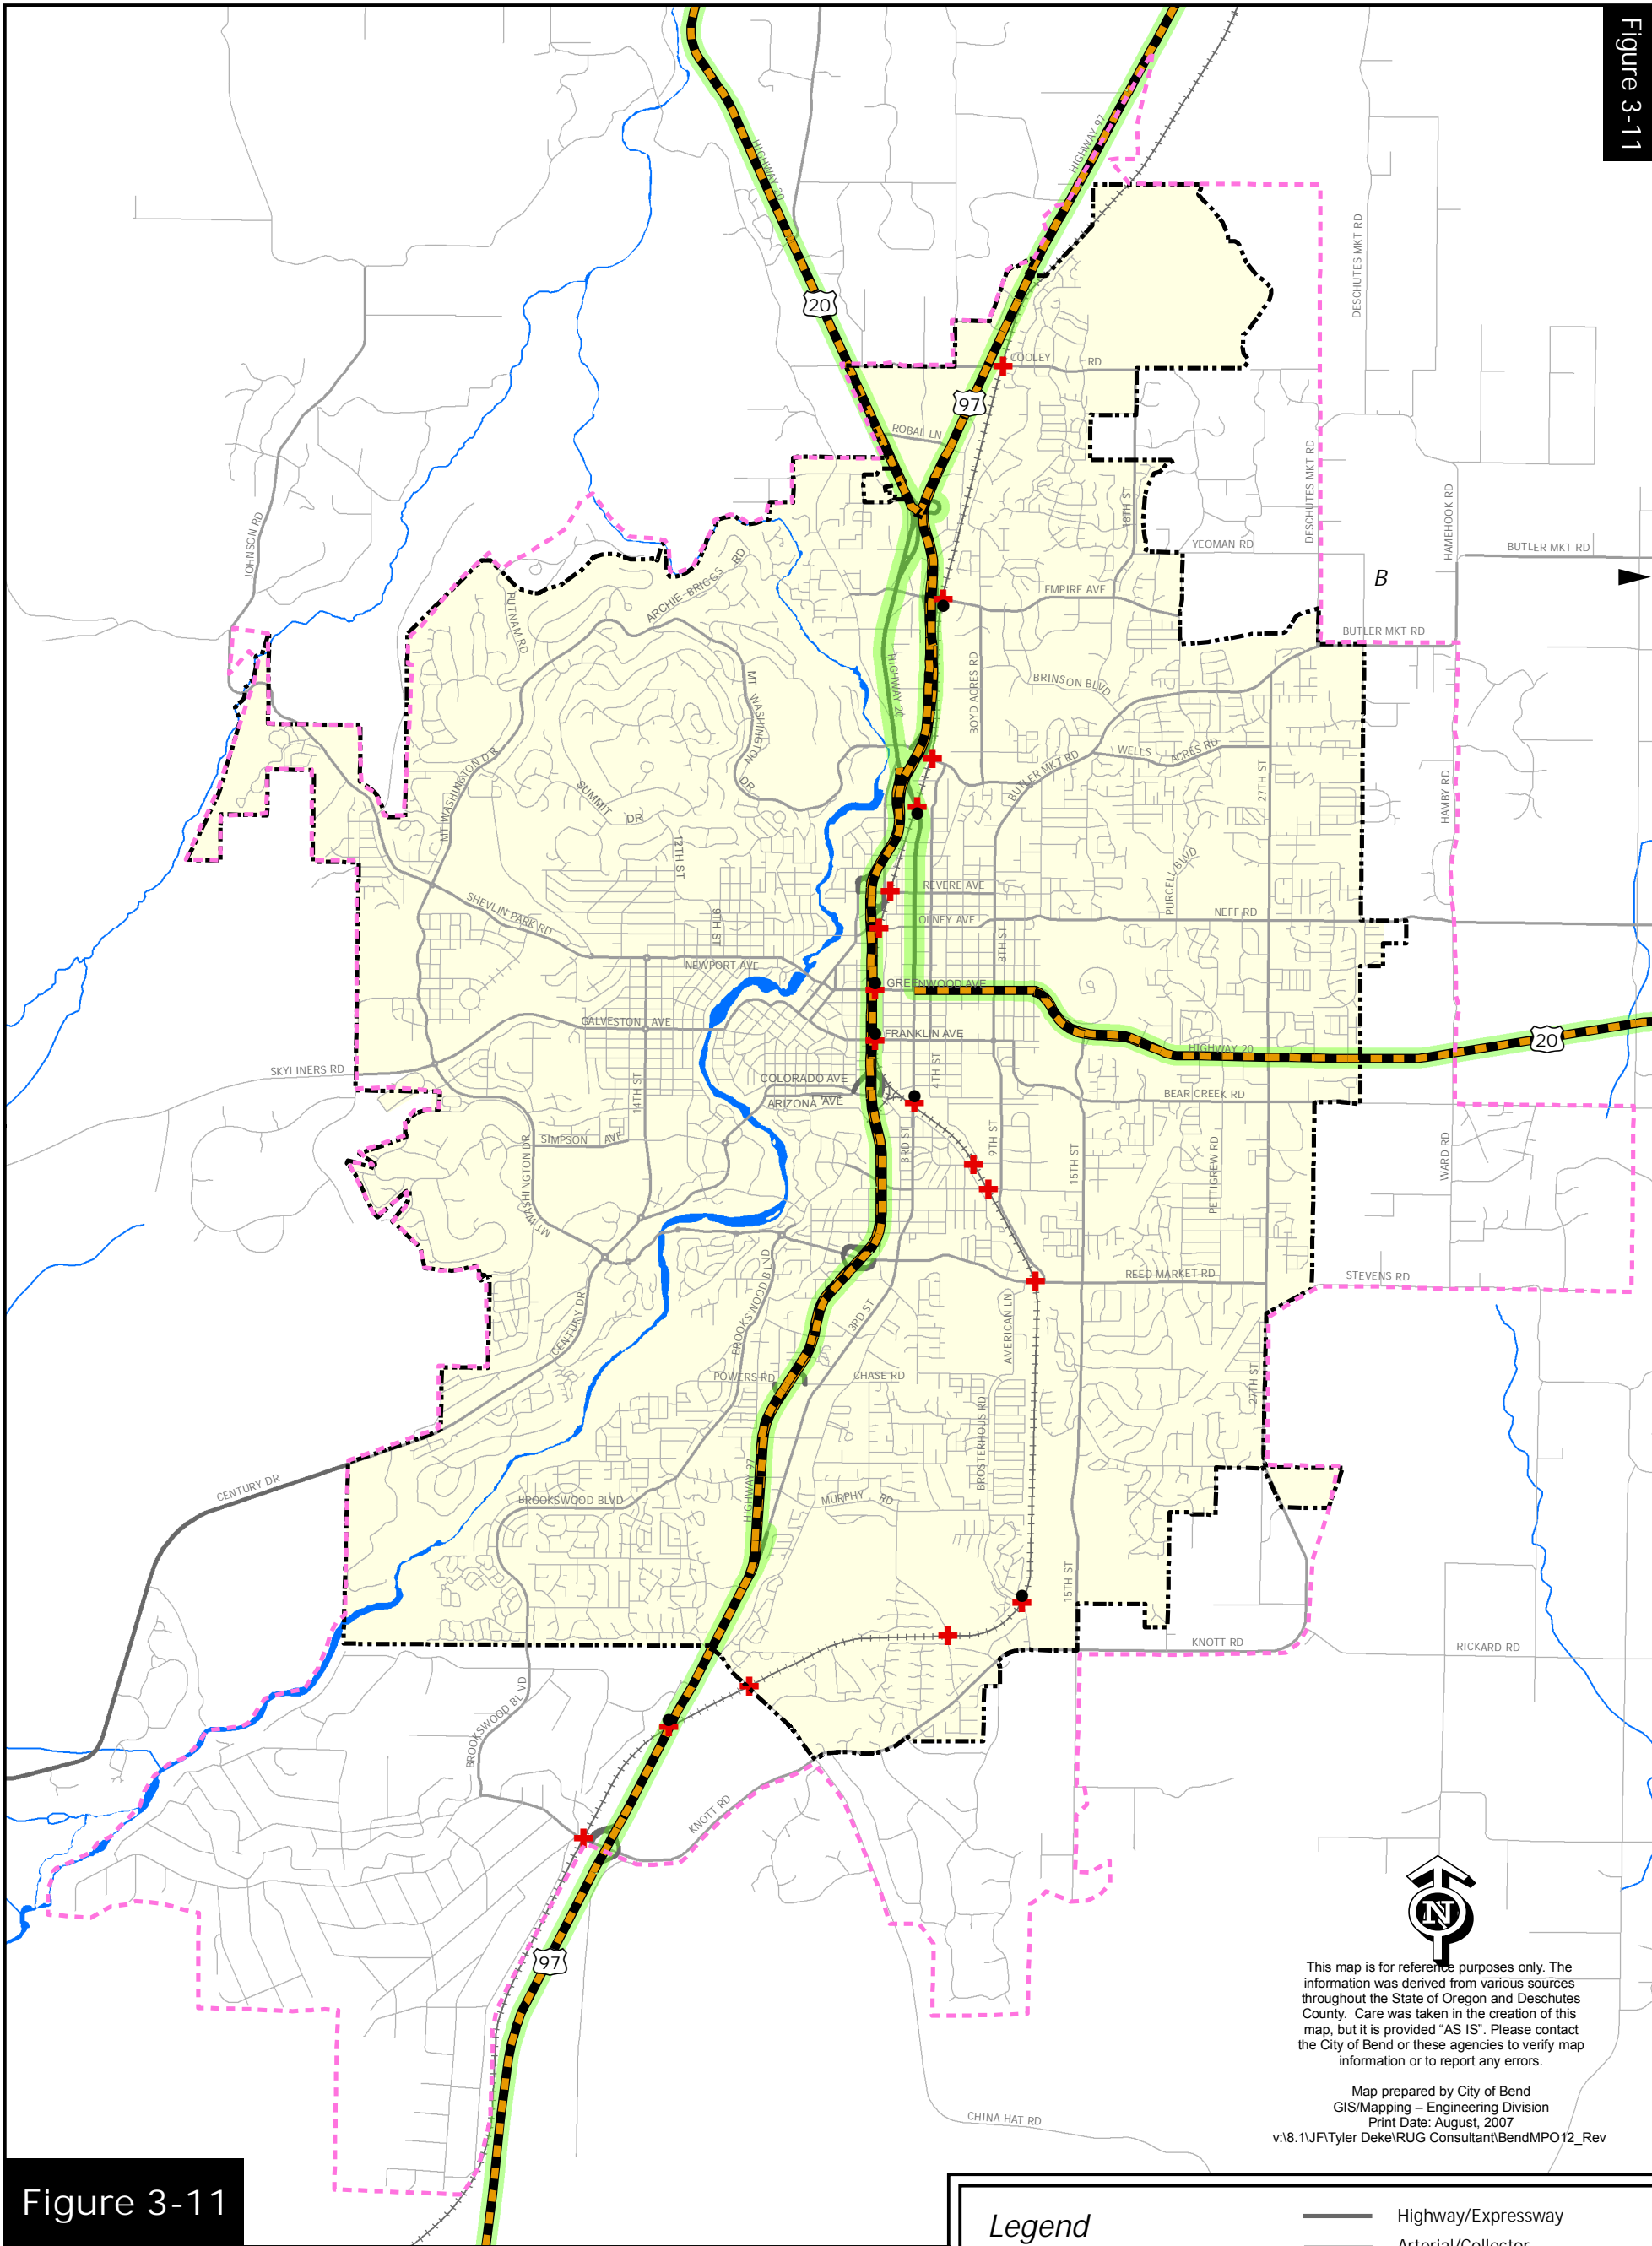 Figure 3-11
HIGHWAY 20
HIGHWAY 97
DESCHUTES MKT RD
20
COOLEY RD
97
ROBAL LN
18TH ST
DESCHUTES MKT RD
HAMEHOOK RD
JOHNSON RD
YEOMAN RD
BUTLER MKT RD
B
ARCHIE BRIGGS RD
PUTNAM RD
EMPIRE AVE
BUTLER MKT RD
HIGHWAY 20
BOYD ACRES RD
BRINSON BLVD
MT WASHINGTON DR
WELLS ACRES RD
BUTLER MKT RD
27TH ST
HAMBY RD
MT WASHINGTON DR
SUMMIT DR
12TH ST
PURCELL BLVD
REVERE AVE
SHEVLIN PARK RD
9TH ST
OLNEY AVE
NEFF RD
8TH ST
NEWPORT AVE
GREENWOOD AVE
GALVESTON AVE
FRANKLIN AVE
HIGHWAY 20
20
SKYLINERS RD
COLORADO AVE
4TH ST
ARIZONA AVE
BEAR CREEK RD
14TH ST
SIMPSON AVE
3RD ST
9TH ST
15TH ST
PETTIGREW RD
WARD RD
MT WASHINGTON DR
REED MARKET RD
STEVENS RD
BROOKSWOOD BLVD
CENTURY DR
3RD ST
AMERICAN LN
POWERS RD
CHASE RD
27TH ST
BROSTERHOUS RD
CENTURY DR
HIGHWAY 97
BROOKSWOOD BLVD
MURPHY RD
15TH ST
KNOTT RD
RICKARD RD
BROOKSWOOD BLVD
KNOTT RD
97
N
This map is for reference purposes only. The
information was derived from various sources
throughout the State of Oregon and Deschutes
County. Care was taken in the creation of this
map, but it is provided “AS IS”. Please contact
the City of Bend or these agencies to verify map
information or to report any errors.
Map prepared by City of Bend
GIS/Mapping – Engineering Division
Print Date: August, 2007
v:\8.1\JF\Tyler Deke\RUG Consultant\BendMPO12_Rev
CHINA HAT RD
Figure 3-11
Legend
Highway/Expressway
Arterial/Collector